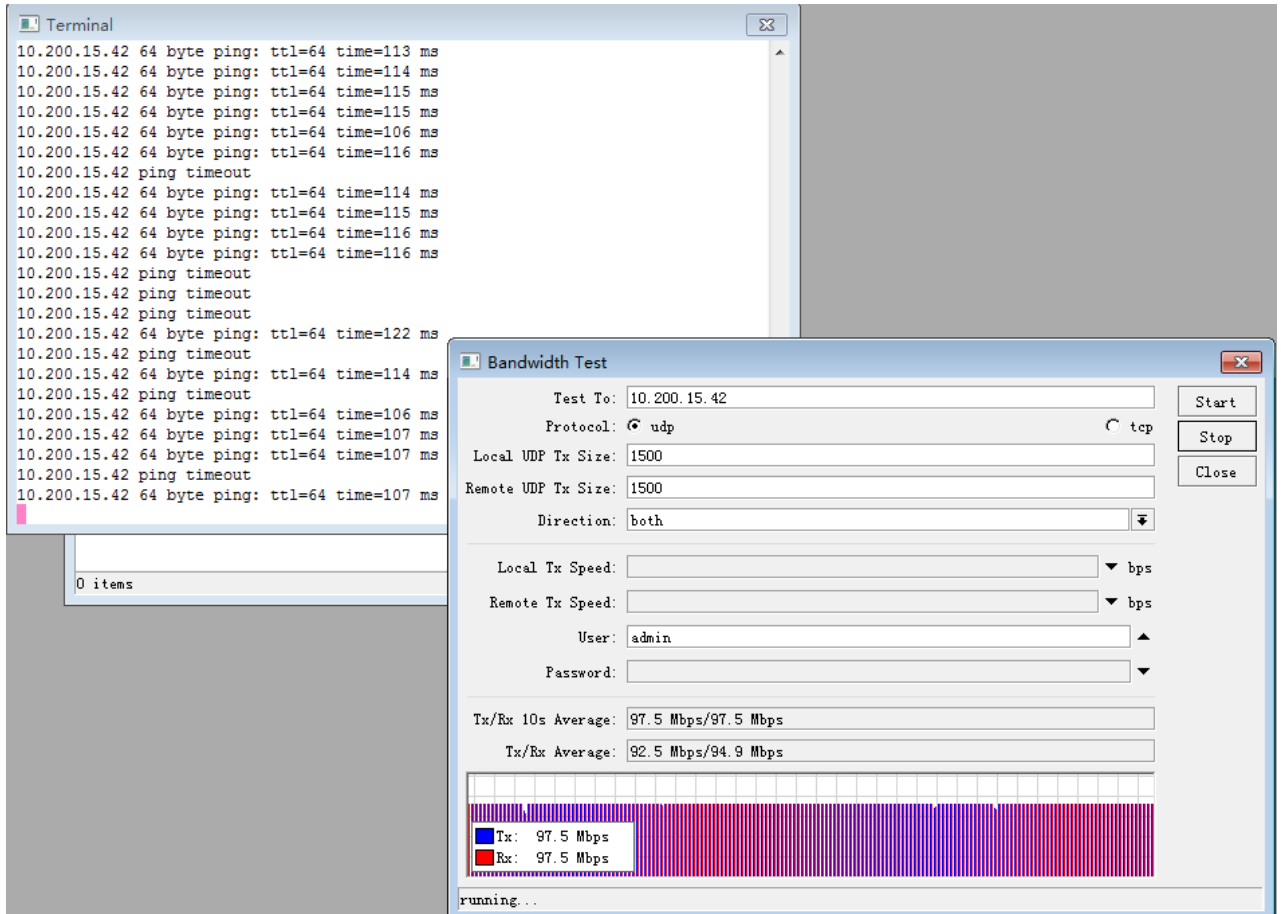 Terminal
10.200.15.42 64 byte ping: ttl=64 time=113 ms
10.200.15.42 64 byte ping: ttl=64 time=114 ms
10.200.15.42 64 byte ping: ttl=64 time=115 ms
10.200.15.42 64 byte ping: ttl=64 time=115 ms
10.200.15.42 64 byte ping: ttl=64 time=106 ms
10.200.15.42 64 byte ping: ttl=64 time=116 ms
10.200.15.42 ping timeout
10.200.15.42 64 byte ping: ttl=64 time=114 ms
10.200.15.42 64 byte ping: ttl=64 time=115 ms
10.200.15.42 64 byte ping: ttl=64 time=116 ms
10.200.15.42 64 byte ping: ttl=64 time=116 ms
10.200.15.42 ping timeout
10.200.15.42 ping timeout
10.200.15.42 ping timeout
10.200.15.42 64 byte ping: ttl=64 time=122 ms
10.200.15.42 ping timeout
10.200.15.42 64 byte ping: ttl=64 time=114 ms
10.200.15.42 ping timeout
10.200.15.42 64 byte ping: ttl=64 time=106 ms
10.200.15.42 64 byte ping: ttl=64 time=107 ms
10.200.15.42 64 byte ping: ttl=64 time=107 ms
10.200.15.42 ping timeout
10.200.15.42 64 byte ping: ttl=64 time=107 ms
0 items
Bandwidth Test
Test To: 10.200.15.42
Start
Protocol: udp tcp
Stop
Local UDP Tx Size: 1500
Close
Remote UDP Tx Size: 1500
Direction: both
Local Tx Speed: bps
Remote Tx Speed: bps
User: admin
Password:
Tx/Rx 10s Average: 97.5 Mbps/97.5 Mbps
Tx/Rx Average: 92.5 Mbps/94.9 Mbps
Tx: 97.5 Mbps
Rx: 97.5 Mbps
running...